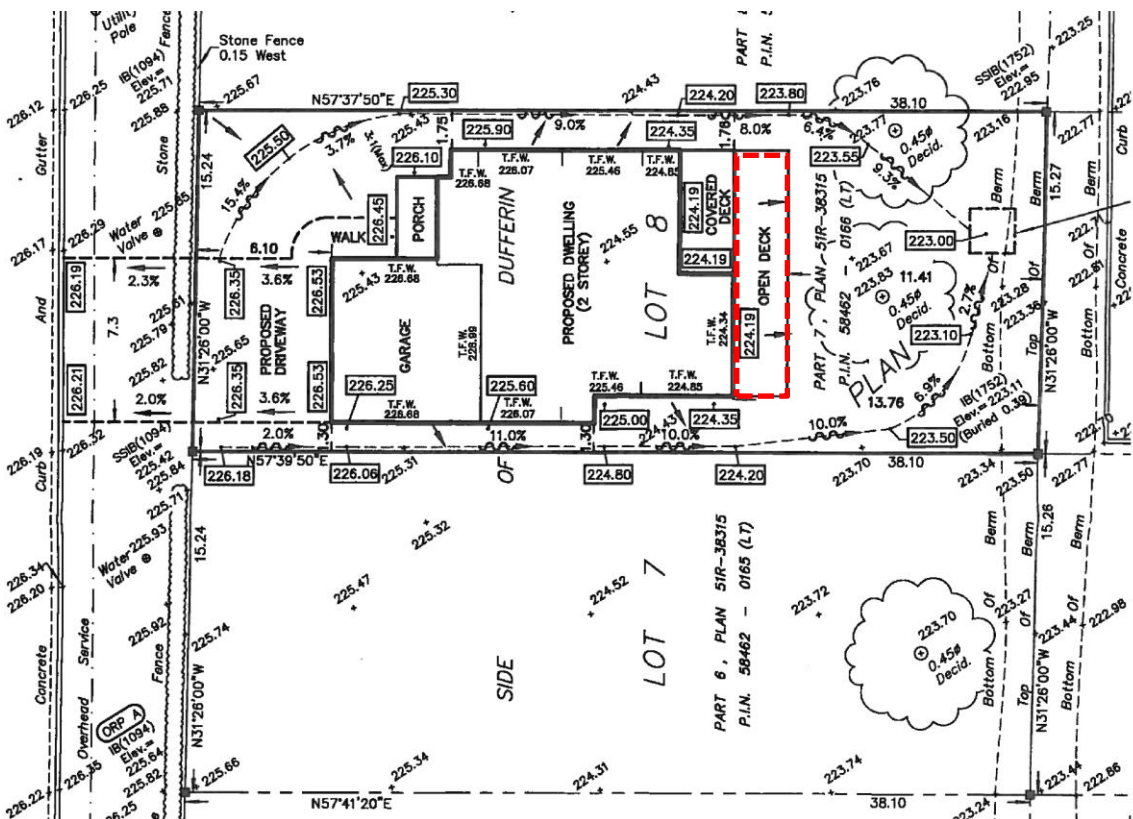 Utility
Pole
Fence
Stone Fence
0.15 West
IB(1094)
Elev.=
225.71
226.25
226.12
225.88
225.67
N57°37'50"E
225.30
225.43
224.43
224.20
223.80
223.76
38.10
PART
P.I.N.
SSIB(1752)
Elev.=
222.95
223.25
223.16
222.77
Curb
Gutter
Stone
15.24
225.50
15.4%
3.7%
1.75
225.90
9.0%
224.35
1.78
8.0%
6.4%
223.77
0.45ø
Decid.
223.55
9.3%
15.27
Berm
Berm
226.10
T.F.W.
226.68
T.F.W.
226.07
T.F.W.
225.46
T.F.W.
224.85
226.45
PORCH
WALK
DUFFERIN
224.55
LOT 8
224.19
COVERED
DECK
224.19
OPEN DECK
224.19
PART 7, PLAN 51R-38315
P.I.N. 58462 - 0166 (LT)
223.67
223.83
11.41
0.45ø
Decid.
223.00
223.10
2.7%
223.28
223.36
222.81
Of
Concrete
Water
Valve
226.29
226.17
226.19
2.3%
6.10
226.35
3.6%
226.53
225.43
T.F.W.
226.68
PROPOSED DWELLING
(2 STOREY)
T.F.W.
226.99
GARAGE
PROPOSED
DRIVEWAY
And
7.3
225.61
225.79
225.82
225.65
N31°26'00"W
226.21
2.0%
226.35
3.6%
226.53
226.25
225.60
T.F.W.
226.68
T.F.W.
226.07
T.F.W.
225.46
T.F.W.
224.85
T.F.W.
224.34
225.00
224.43
224.35
PLAN
13.76
6.9%
Bottom
Top
N31°26'00"W
IB(1752)
Elev.= 223.11
(Buried 0.39)
223.50
10.0%
226.19
226.32
SSIB(1094)
Elev.=
225.42
225.84
2.0%
1.30
11.0%
1.30
10.0%
N57°39'50"E
226.18
226.06
225.31
OF
224.80
224.20
223.70
38.10
223.34
223.50
222.77
222.70
Curb
225.71
15.24
225.93
Water
Valve
226.34
226.20
225.32
225.47
224.52
LOT 7
PART 6, PLAN 51R-38315
P.I.N. 58462 - 0165 (LT)
223.72
223.70
0.45ø
Decid.
15.26
Berm
Berm
Berm
223.27
223.44
222.98
Of
Of
Of
Bottom
Top
Bottom
N31°26'00"W
Concrete
Overhead
Service
Fence
225.92
225.74
N31°26'00"W
SIDE
ORP A
IB(1094)
Elev.=
225.64
225.82
226.35
226.22
226.25
225.66
225.34
224.31
223.74
N57°41'20"E
38.10
223.24
223.44
222.86